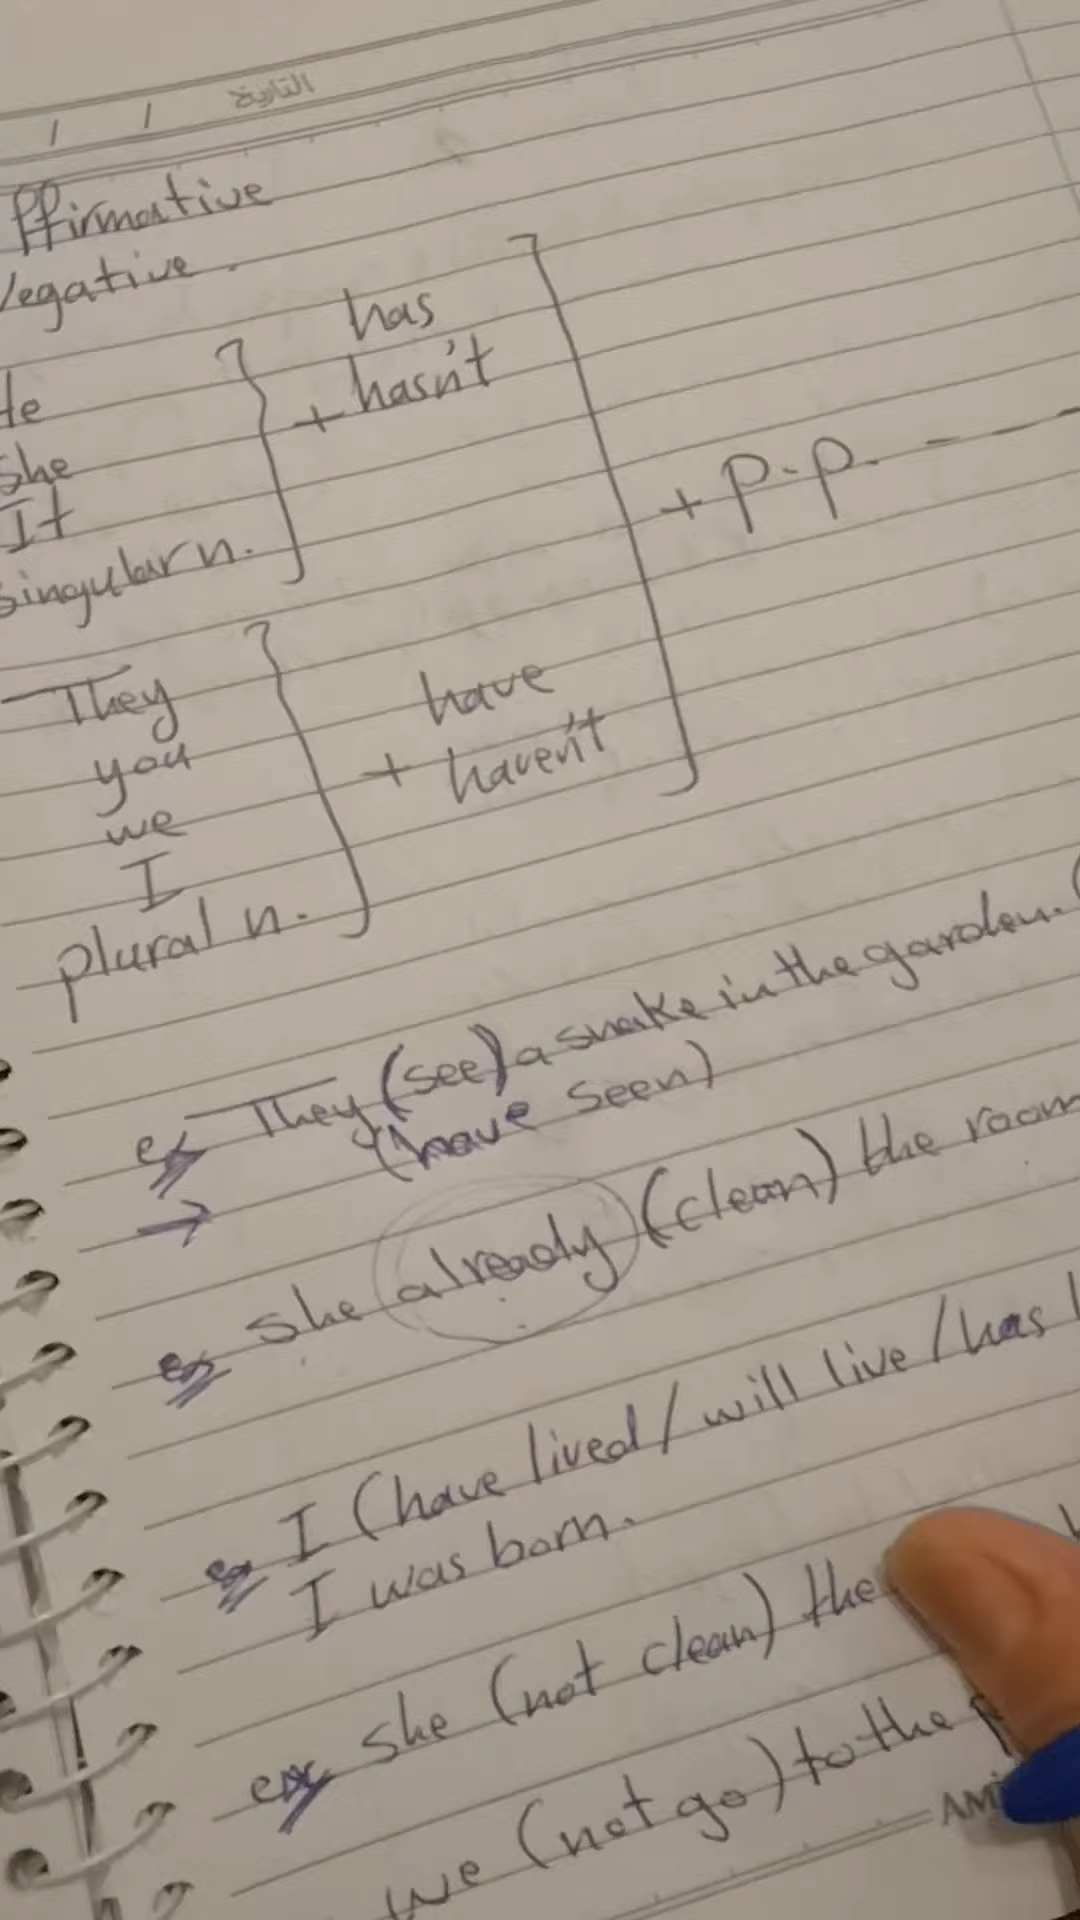 / / التاريخ
ffirmative
Negative.
He
She
It
singular n.
has
+ hasn't
+ p.p. - - -
They
you
we
I
plural n.
have
+ haven't
ex They (see) a snake in the garden. (
→ (have seen)
ex she already (clean) the room
ex I (have lived / will live / has l
I was born.
ex she (not clean) the
we (not go) to the p